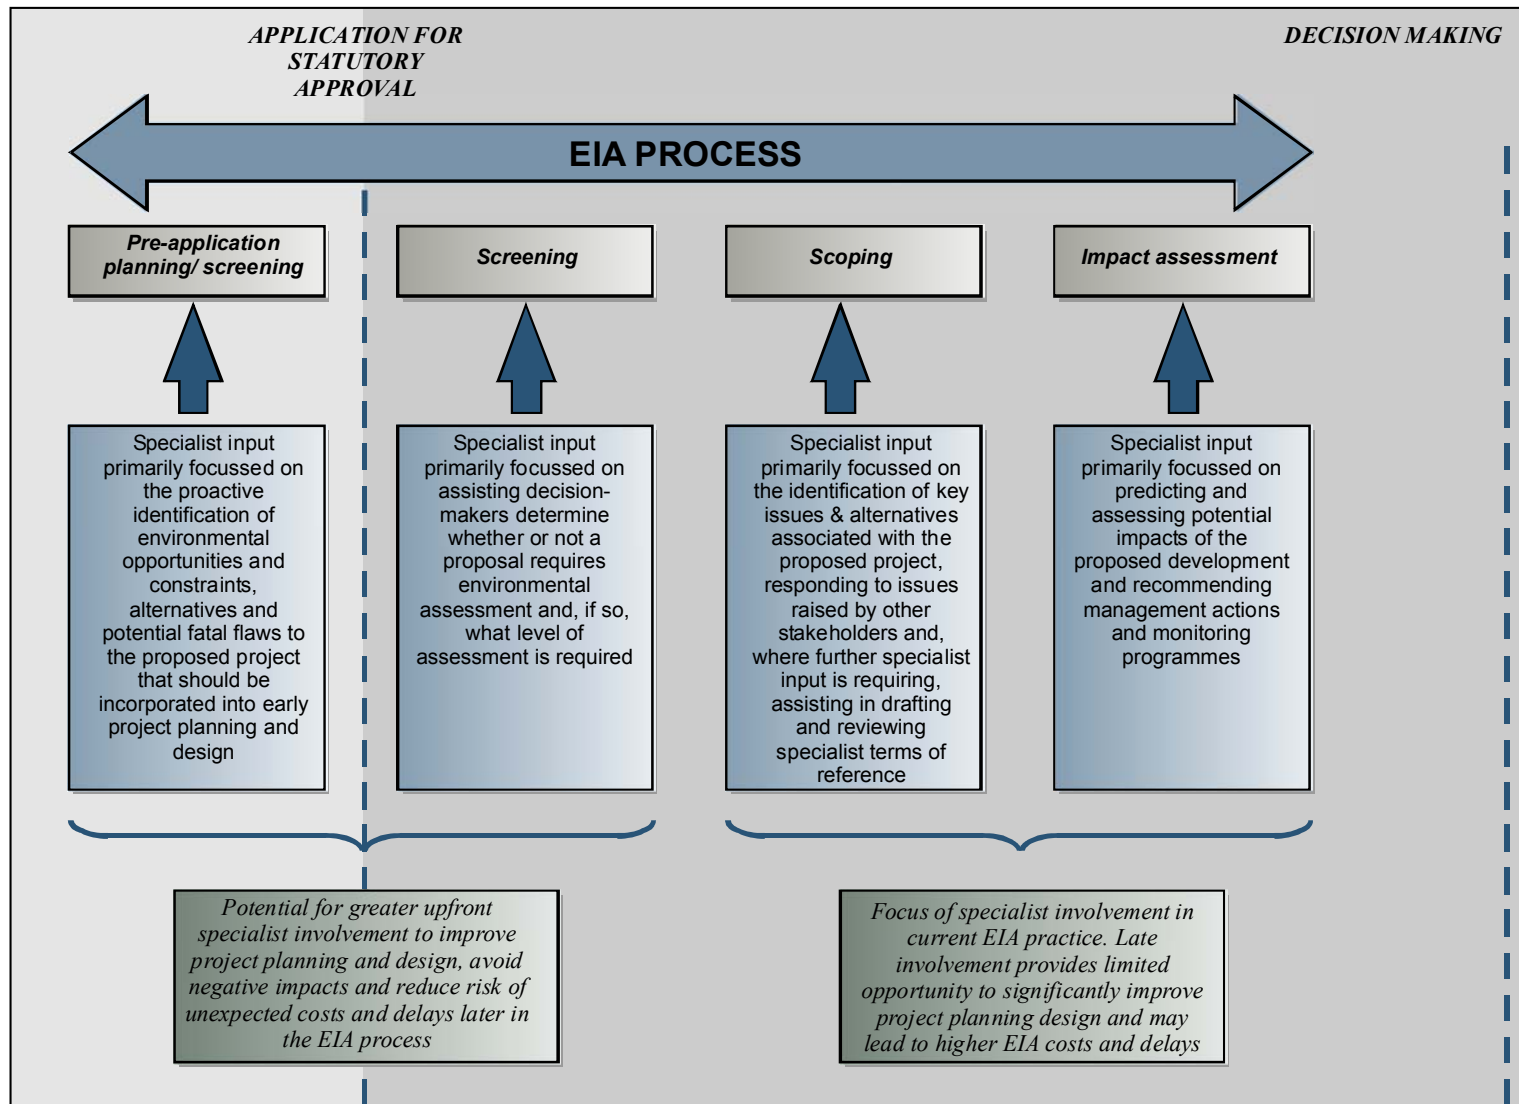 APPLICATION FOR
STATUTORY
APPROVAL
DECISION MAKING
EIA PROCESS
Pre-application
planning/ screening
Screening
Scoping
Impact assessment
Specialist input
primarily focussed on
the proactive
identification of
environmental
opportunities and
constraints,
alternatives and
potential fatal flaws to
the proposed project
that should be
incorporated into early
project planning and
design
Specialist input
primarily focussed on
assisting decision-
makers determine
whether or not a
proposal requires
environmental
assessment and, if so,
what level of
assessment is required
Specialist input
primarily focussed on
the identification of key
issues & alternatives
associated with the
proposed project,
responding to issues
raised by other
stakeholders and,
where further specialist
input is requiring,
assisting in drafting
and reviewing
specialist terms of
reference
Specialist input
primarily focussed on
predicting and
assessing potential
impacts of the
proposed development
and recommending
management actions
and monitoring
programmes
Potential for greater upfront
specialist involvement to improve
project planning and design, avoid
negative impacts and reduce risk of
unexpected costs and delays later in
the EIA process
Focus of specialist involvement in
current EIA practice. Late
involvement provides limited
opportunity to significantly improve
project planning design and may
lead to higher EIA costs and delays